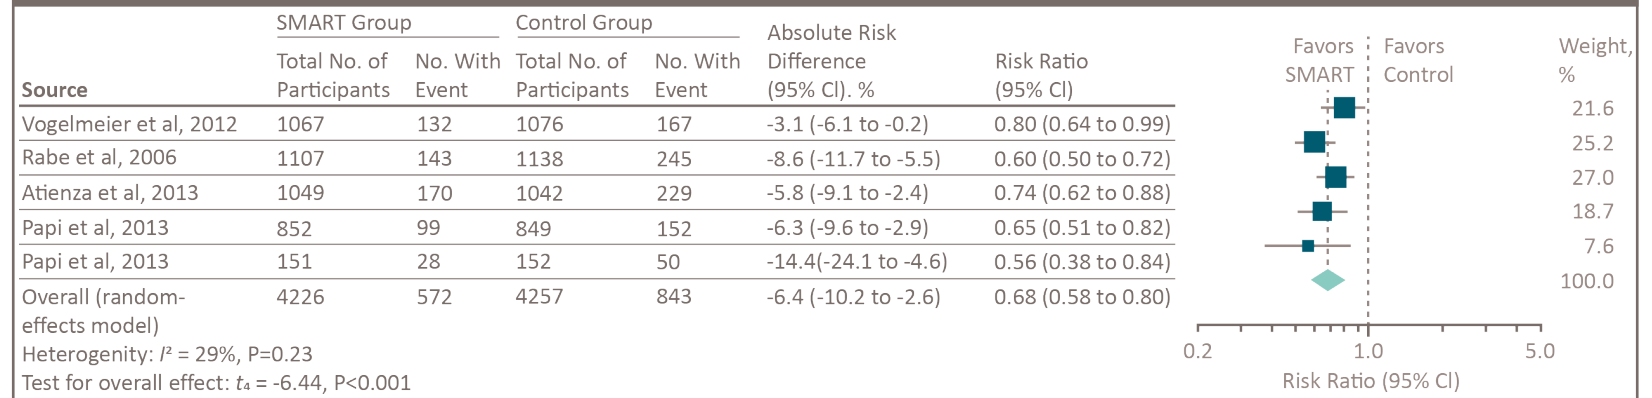 SMART Group Control Group
Absolute Risk Difference (95% Cl). %
Favors SMART Favors Control
Weight, %
Source Total No. of Participants No. With Event Total No. of Participants No. With Event Risk Ratio (95% Cl)
Vogelmeier et al, 2012 1067 132 1076 167 -3.1 (-6.1 to -0.2) 0.80 (0.64 to 0.99) 21.6
Rabe et al, 2006 1107 143 1138 245 -8.6 (-11.7 to -5.5) 0.60 (0.50 to 0.72) 25.2
Atienza et al, 2013 1049 170 1042 229 -5.8 (-9.1 to -2.4) 0.74 (0.62 to 0.88) 27.0
Papi et al, 2013 852 99 849 152 -6.3 (-9.6 to -2.9) 0.65 (0.51 to 0.82) 18.7
Papi et al, 2013 151 28 152 50 -14.4(-24.1 to -4.6) 0.56 (0.38 to 0.84) 7.6
Overall (random- 4226 572 4257 843 -6.4 (-10.2 to -2.6) 0.68 (0.58 to 0.80) 100.0
effects model)
Heterogenity: I² = 29%, P=0.23
Test for overall effect: t₄ = -6.44, P<0.001
0.2 1.0 5.0
Risk Ratio (95% Cl)